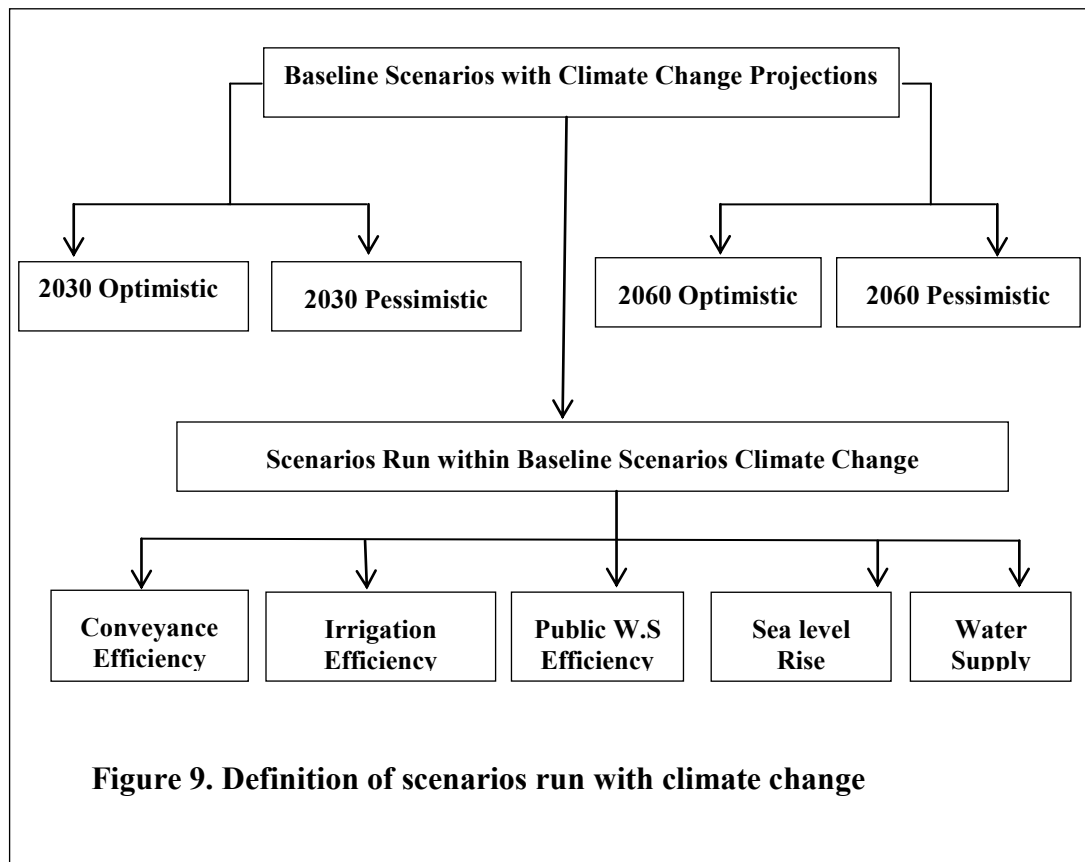 Baseline Scenarios with Climate Change Projections
2030 Optimistic
2030 Pessimistic
2060 Optimistic
2060 Pessimistic
Scenarios Run within Baseline Scenarios Climate Change
Conveyance
Efficiency
Irrigation
Efficiency
Public W.S
Efficiency
Sea level
Rise
Water
Supply
Figure 9. Definition of scenarios run with climate change